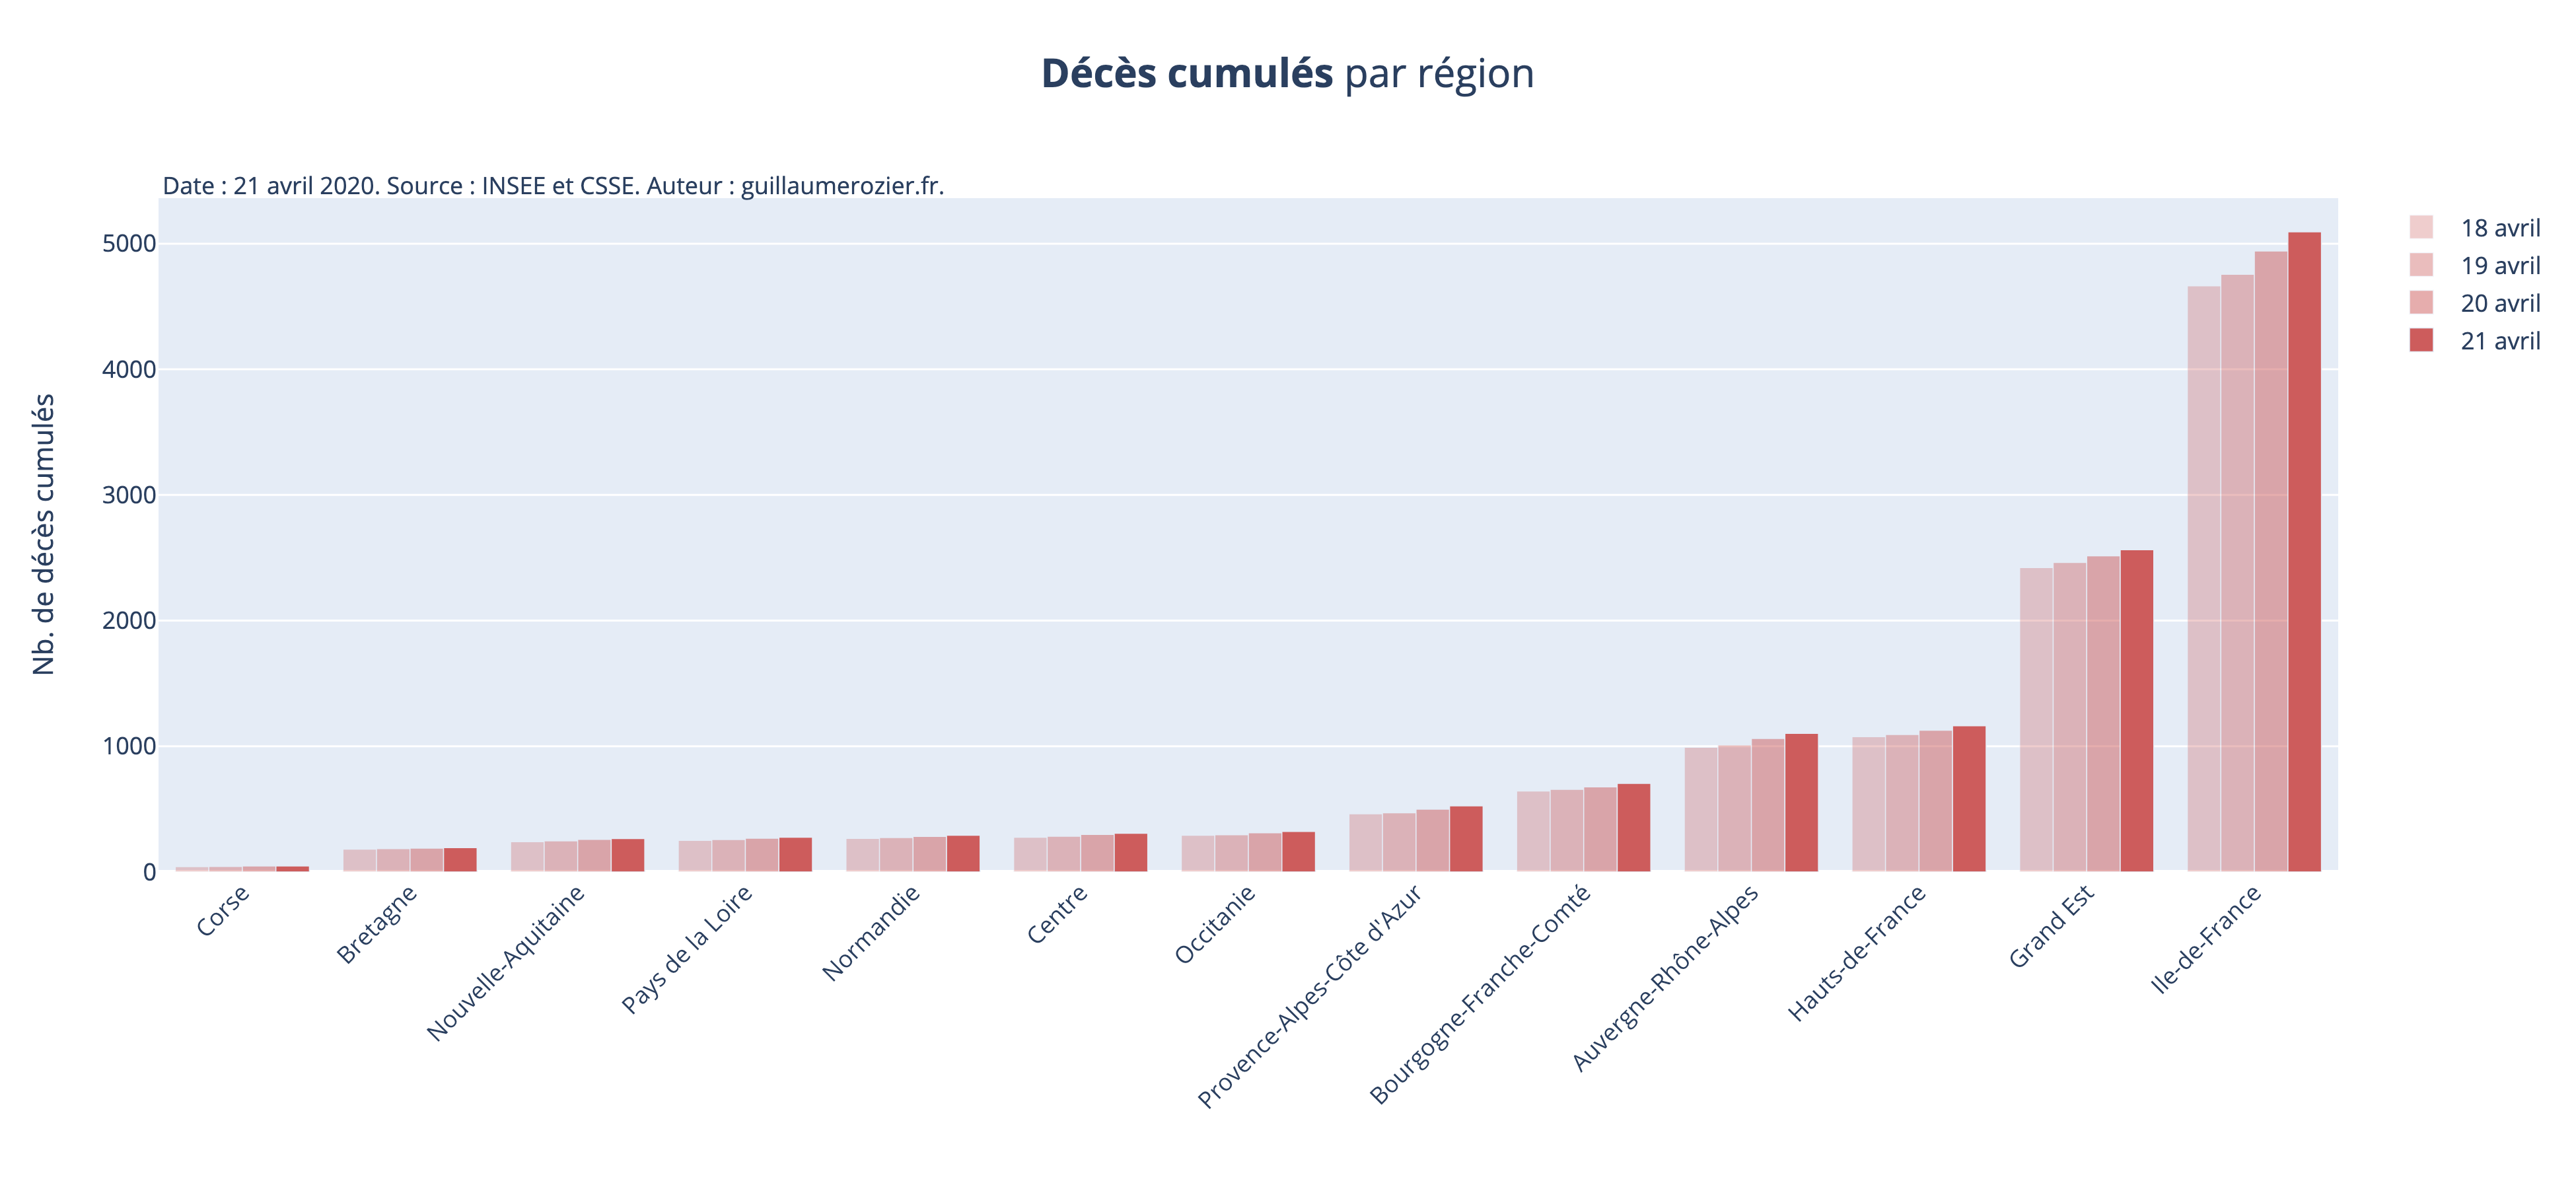 Décès cumulés par région
Date : 21 avril 2020. Source : INSEE et CSSE. Auteur : guillaumerozier.fr.
18 avril
19 avril
20 avril
21 avril
Nb. de décès cumulés
5000
4000
3000
2000
1000
0
Corse
Bretagne
Nouvelle-Aquitaine
Pays de la Loire
Normandie
Centre
Occitanie
Provence-Alpes-Côte d'Azur
Bourgogne-Franche-Comté
Auvergne-Rhône-Alpes
Hauts-de-France
Grand Est
Ile-de-France